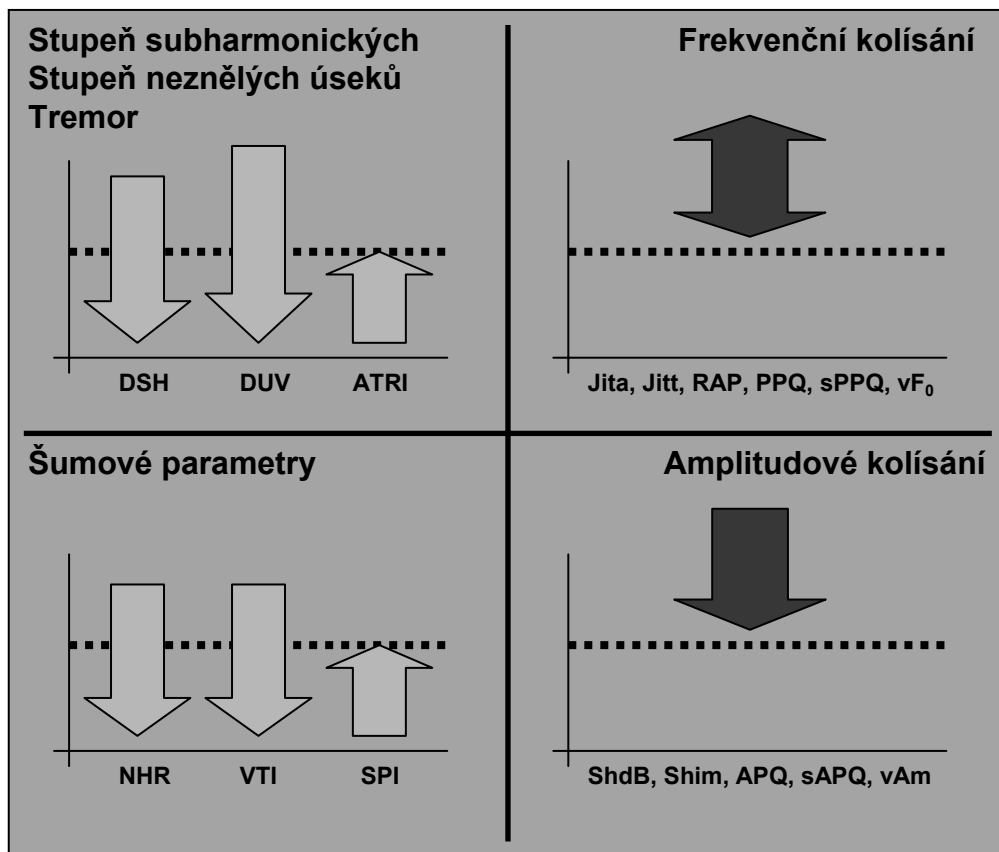 Stupeň subharmonických
Stupeň neznělých úseků
Tremor
DSH DUV ATRI
Frekvenční kolísání
Jita, Jitt, RAP, PPQ, sPPQ, vF₀
Šumové parametry
NHR VTI SPI
Amplitudové kolísání
ShdB, Shim, APQ, sAPQ, vAm